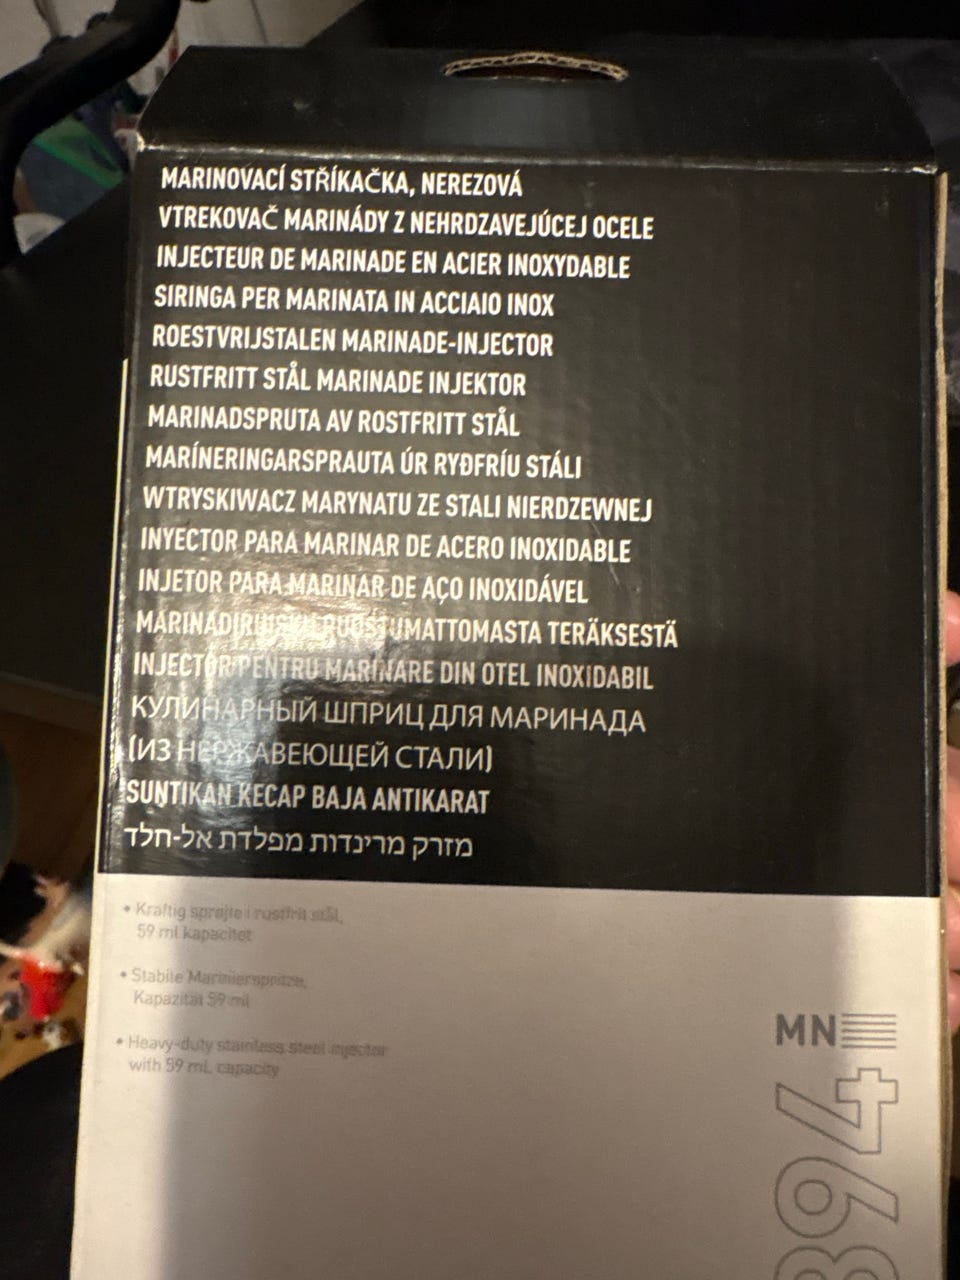 MARINOVACÍ STŘÍKAČKA, NEREZOVÁ
VTREKOVAČ MARINÁDY Z NEHRDZAVEJÚCEJ OCELE
INJECTEUR DE MARINADE EN ACIER INOXYDABLE
SIRINGA PER MARINATA IN ACCIAIO INOX
ROESTVRIJSTALEN MARINADE-INJECTOR
RUSTFRITT STÅL MARINADE INJEKTOR
MARINADSPRUTA AV ROSTFRITT STÅL
MARÍNERINGARSPRAUTA ÚR RYÐFRÍU STÁLI
WTRYSKIWACZ MARYNATU ZE STALI NIERDZEWNEJ
INYECTOR PARA MARINAR DE ACERO INOXIDABLE
INJETOR PARA MARINAR DE AÇO INOXIDÁVEL
MARINADIRUISKU RUOSTUMATTOMASTA TERÄKSESTÄ
INJECTOR PENTRU MARINARE DIN OTEL INOXIDABIL
КУЛИНАРНЫЙ ШПРИЦ ДЛЯ МАРИНАДА
(ИЗ НЕРЖАВЕЮЩЕЙ СТАЛИ)
SUNTIKAN KECAP BAJA ANTIKARAT
מזרק מרינדות מפלדת אל-חלד
• Kraftig sprøjte i rustfrit stål,
59 ml kapacitet
• Stabile Marinierspritze,
Kapazität 59 ml
• Heavy-duty stainless steel injector
with 59 mL capacity
MN
894